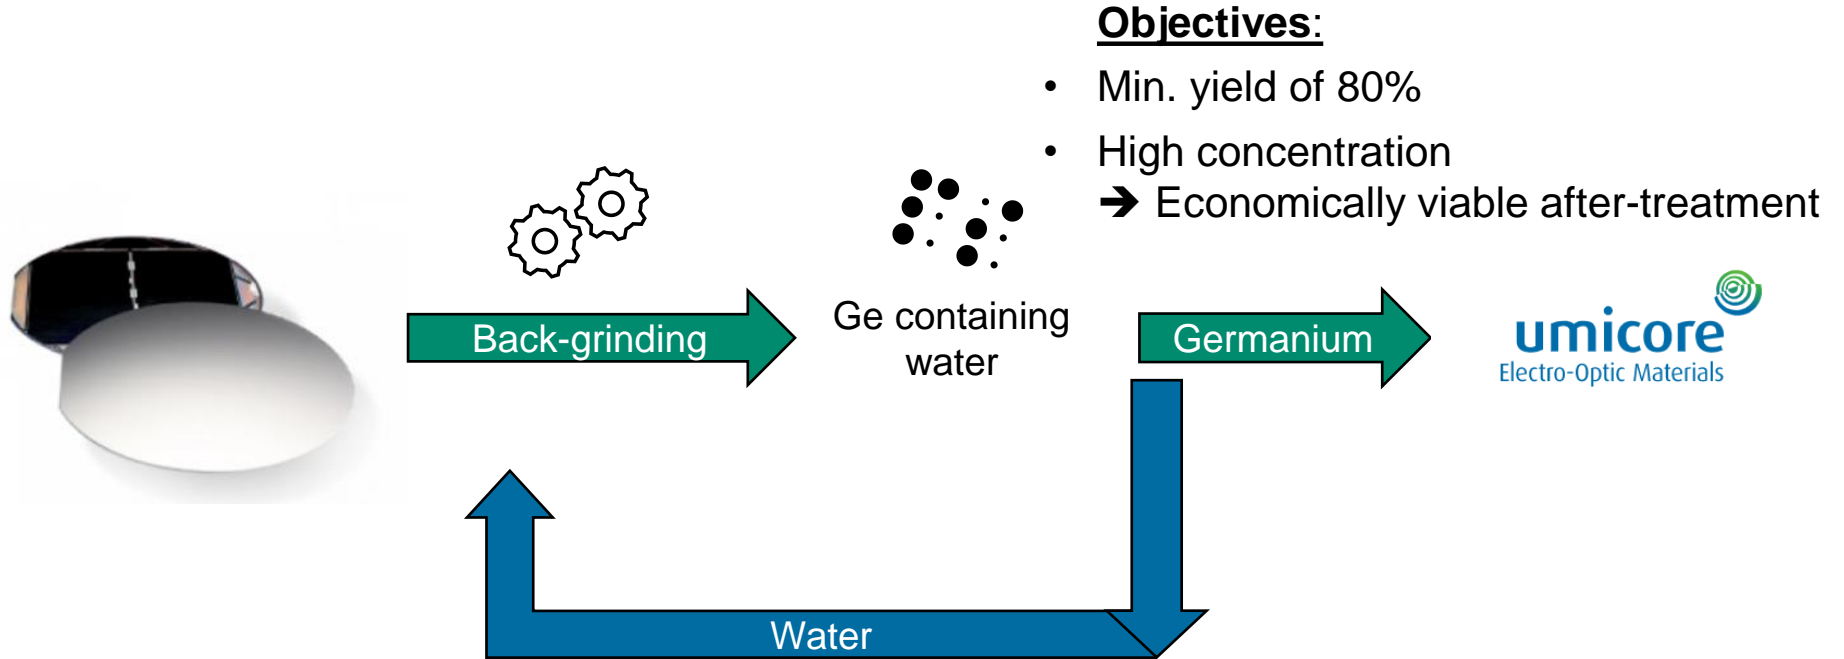 Objectives:
• Min. yield of 80%
• High concentration
➔ Economically viable after-treatment
Back-grinding
Ge containing
water
Germanium
umicore
Electro-Optic Materials
Water